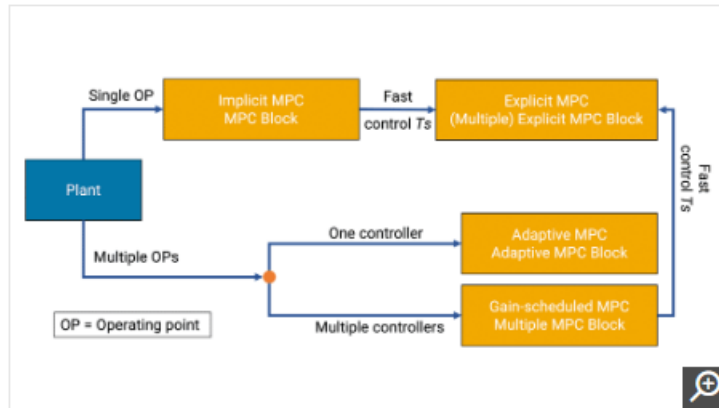 Single OP
Implicit MPC
MPC Block
Fast
control Ts
Explicit MPC
(Multiple) Explicit MPC Block
Fast
control Ts
Plant
Multiple OPs
One controller
Adaptive MPC
Adaptive MPC Block
Multiple controllers
Gain-scheduled MPC
Multiple MPC Block
OP = Operating point